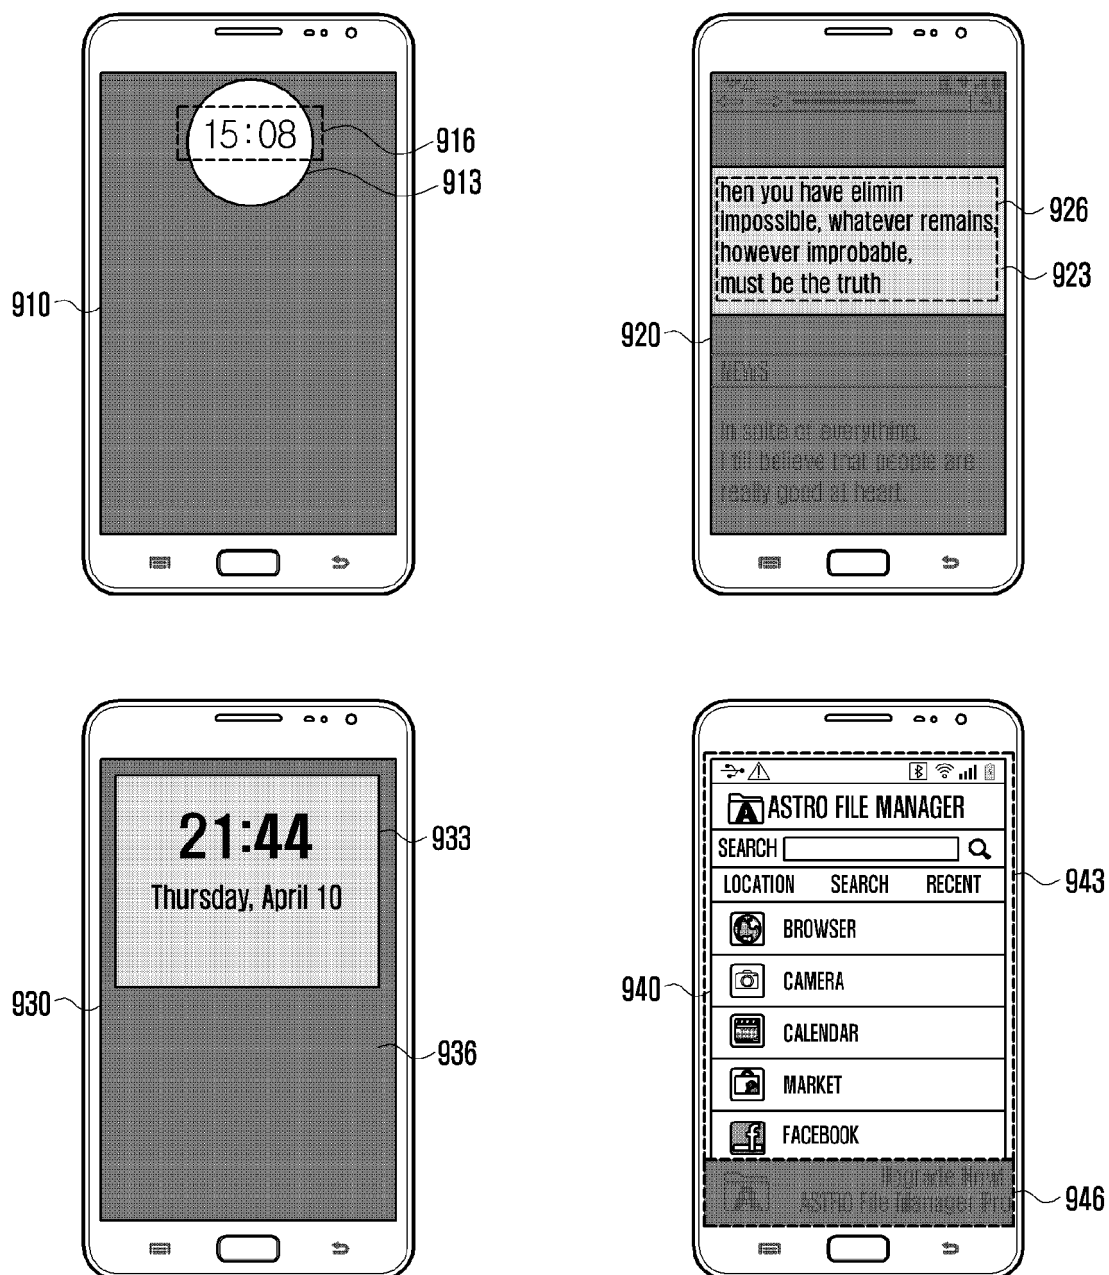 15:08
916
913
910
hen you have elimin
impossible, whatever remains,
however improbable,
must be the truth
926
923
920
NEWS
In spite of everything.
I till believe that people are
really good at heart.
21:44
Thursday, April 10
933
930
936
ASTRO FILE MANAGER
SEARCH
LOCATION SEARCH RECENT
BROWSER
CAMERA
CALENDAR
MARKET
FACEBOOK
943
940
Upgrade Now!
ASTRO File Manager Pro
946